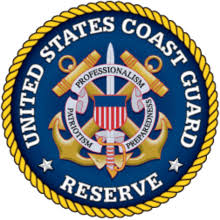 UNITED STATES COAST GUARD
PROFESSIONALISM
PATRIOTISM
PREPAREDNESS
RESERVE